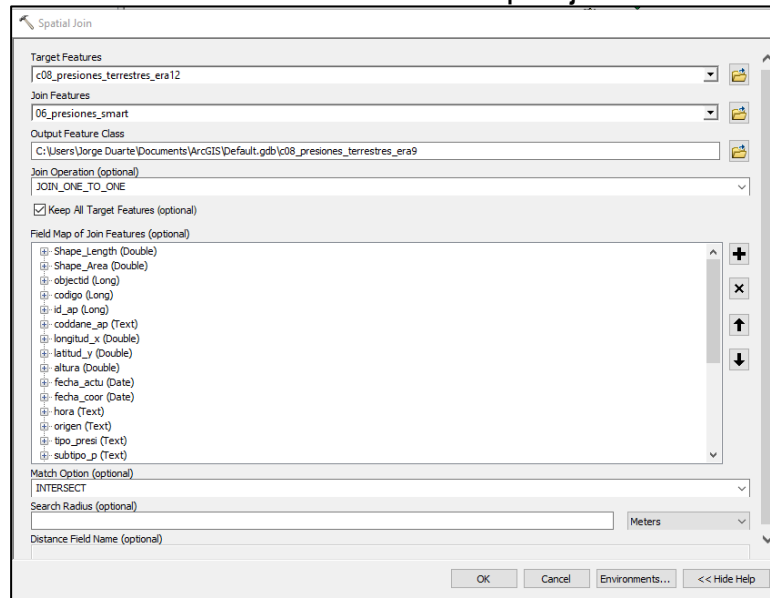 Spatial Join
Target Features
c08_presiones_terrestres_era12
Join Features
06_presiones_smart
Output Feature Class
C:\Users\Jorge Duarte\Documents\ArcGIS\Default.gdb\c08_presiones_terrestres_era9
Join Operation (optional)
JOIN_ONE_TO_ONE
Keep All Target Features (optional)
Field Map of Join Features (optional)
Shape_Length (Double)
Shape_Area (Double)
objectid (Long)
codigo (Long)
id_ap (Long)
coddane_ap (Text)
longitud_x (Double)
latitud_y (Double)
altura (Double)
fecha_actu (Date)
fecha_coor (Date)
hora (Text)
origen (Text)
tipo_presi (Text)
subtipo_p (Text)
Match Option (optional)
INTERSECT
Search Radius (optional)
Meters
Distance Field Name (optional)
OK Cancel Environments... << Hide Help